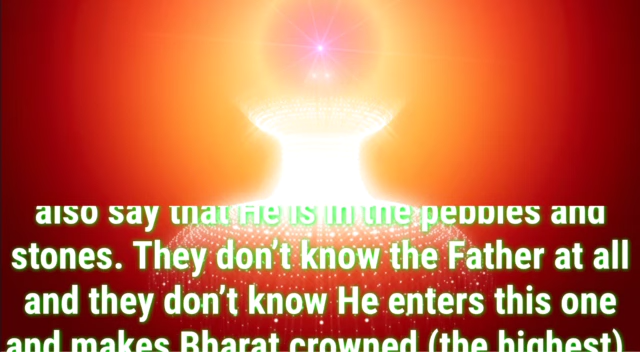 also say that He is in the pebbles and
stones. They don't know the Father at all
and they don't know He enters this one
and makes Bharat crowned (the highest)